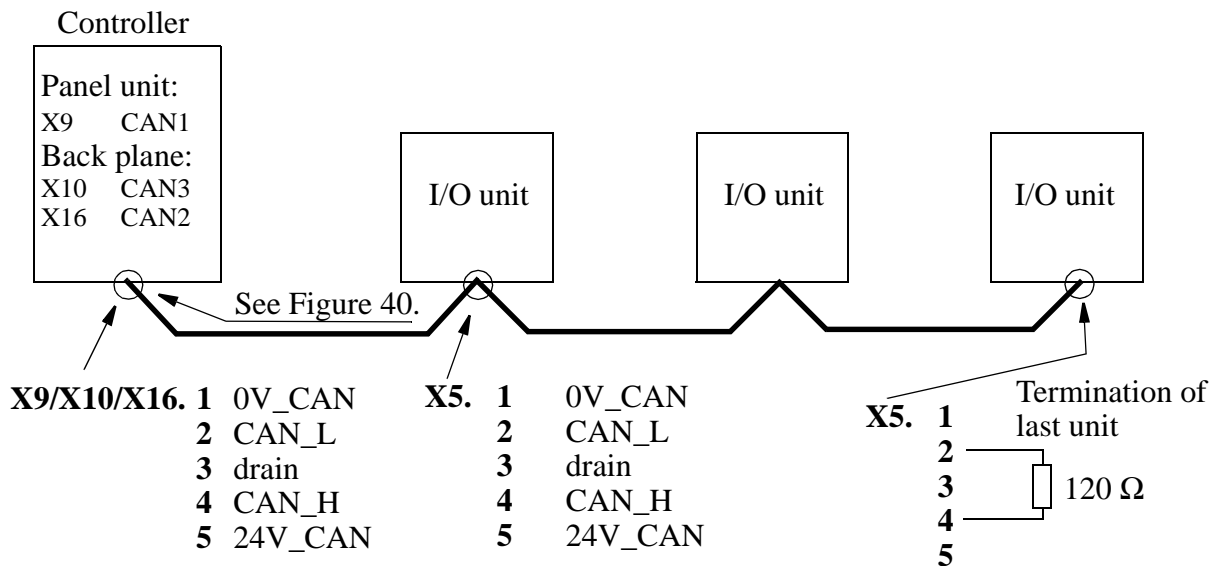 Controller
Panel unit:
X9 CAN1
Back plane:
X10 CAN3
X16 CAN2
I/O unit
I/O unit
I/O unit
See Figure 40.
X9/X10/X16. 1 0V_CAN
2 CAN_L
3 drain
4 CAN_H
5 24V_CAN
X5. 1 0V_CAN
2 CAN_L
3 drain
4 CAN_H
5 24V_CAN
X5. 1
2
3
4
5
Termination of
last unit
120 Ω